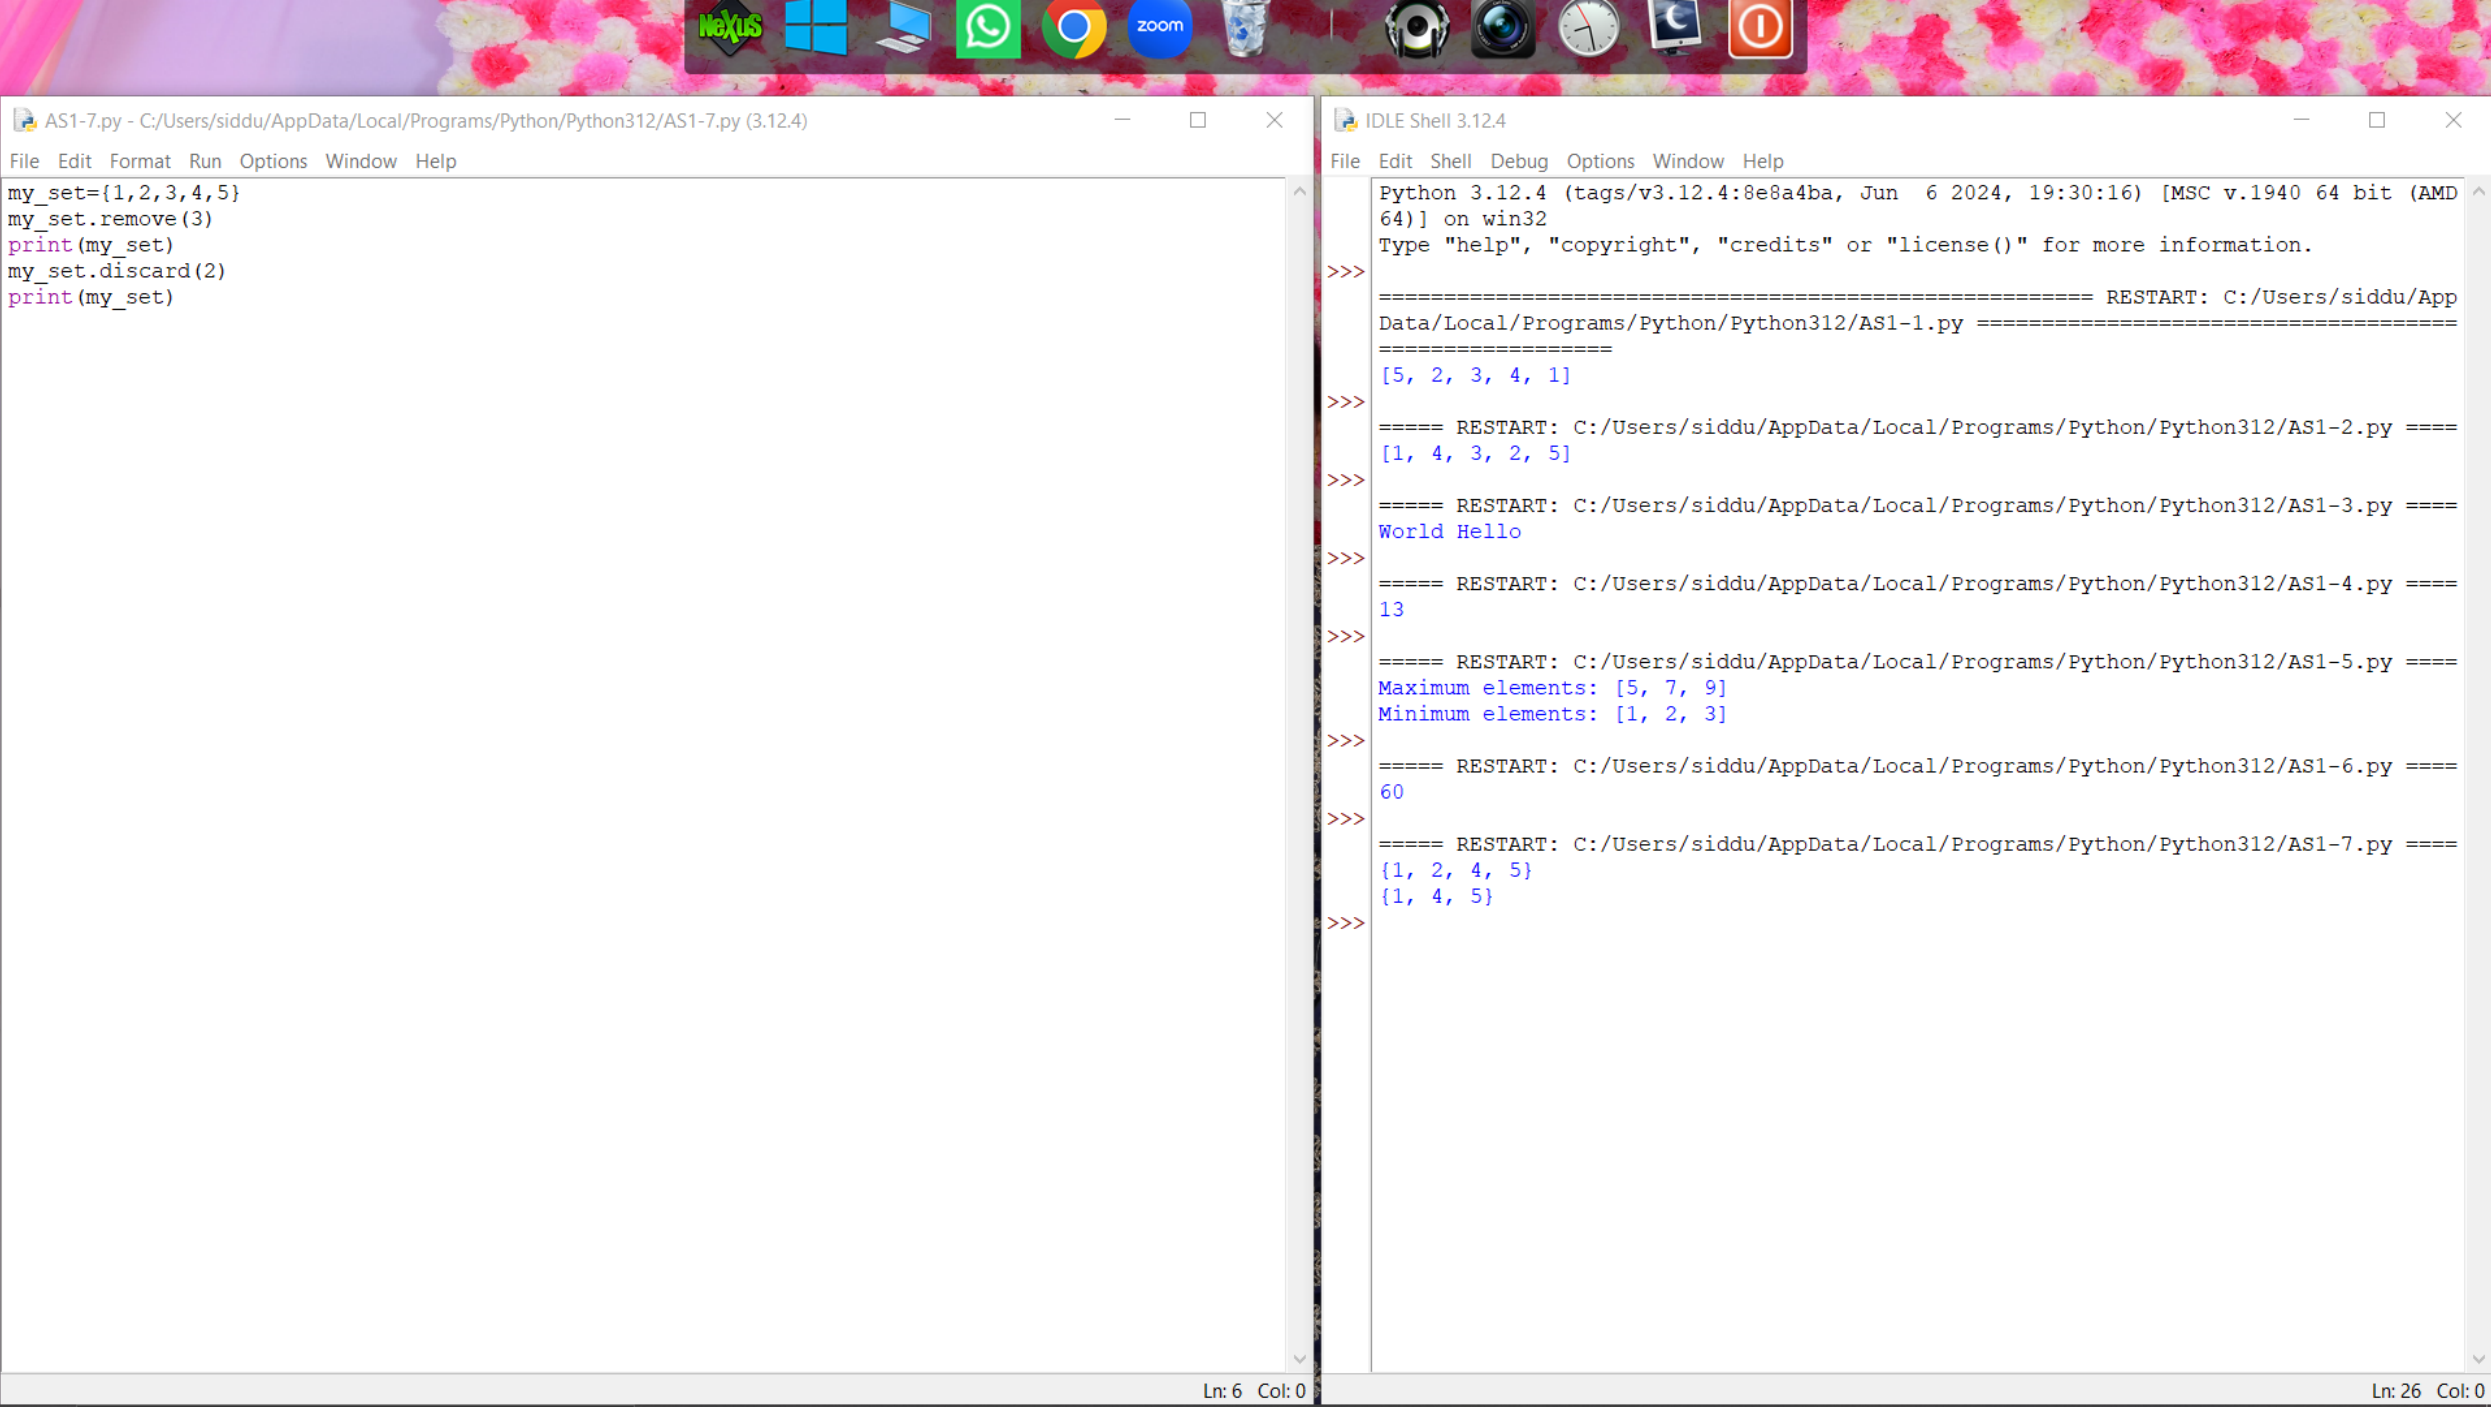 NeXuS
zoom
AS1-7.py - C:/Users/siddu/AppData/Local/Programs/Python/Python312/AS1-7.py (3.12.4)
File Edit Format Run Options Window Help
my_set={1,2,3,4,5}
my_set.remove(3)
print(my_set)
my_set.discard(2)
print(my_set)
Ln: 6 Col: 0
IDLE Shell 3.12.4
File Edit Shell Debug Options Window Help
Python 3.12.4 (tags/v3.12.4:8e8a4ba, Jun  6 2024, 19:30:16) [MSC v.1940 64 bit (AMD
64)] on win32
Type "help", "copyright", "credits" or "license()" for more information.
>>>
======================================================= RESTART: C:/Users/siddu/App
Data/Local/Programs/Python/Python312/AS1-1.py =====================================
==================
[5, 2, 3, 4, 1]
>>>
===== RESTART: C:/Users/siddu/AppData/Local/Programs/Python/Python312/AS1-2.py ====
[1, 4, 3, 2, 5]
>>>
===== RESTART: C:/Users/siddu/AppData/Local/Programs/Python/Python312/AS1-3.py ====
World Hello
>>>
===== RESTART: C:/Users/siddu/AppData/Local/Programs/Python/Python312/AS1-4.py ====
13
>>>
===== RESTART: C:/Users/siddu/AppData/Local/Programs/Python/Python312/AS1-5.py ====
Maximum elements: [5, 7, 9]
Minimum elements: [1, 2, 3]
>>>
===== RESTART: C:/Users/siddu/AppData/Local/Programs/Python/Python312/AS1-6.py ====
60
>>>
===== RESTART: C:/Users/siddu/AppData/Local/Programs/Python/Python312/AS1-7.py ====
{1, 2, 4, 5}
{1, 4, 5}
>>>
Ln: 26 Col: 0